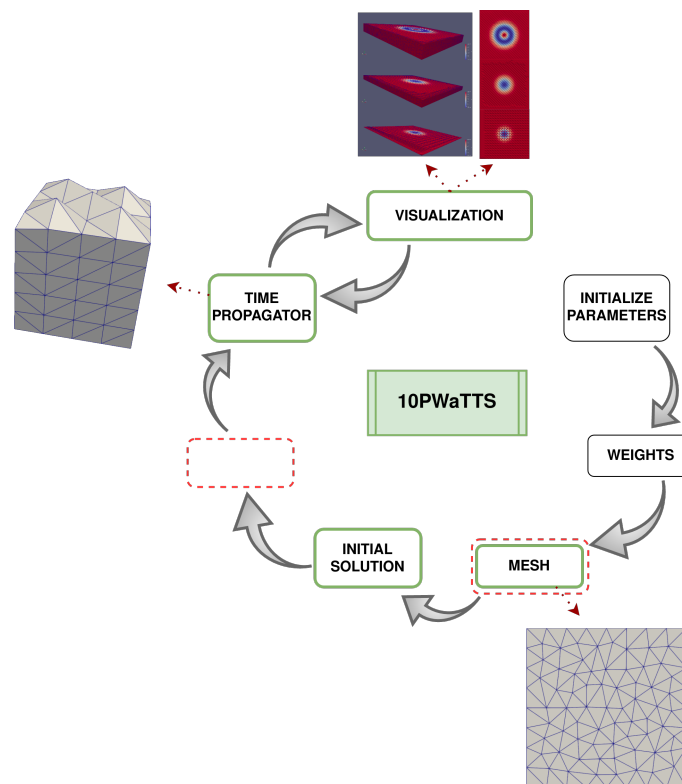 VISUALIZATION
TIME
PROPAGATOR
INITIALIZE
PARAMETERS
10PWaTTS
WEIGHTS
INITIAL
SOLUTION
MESH